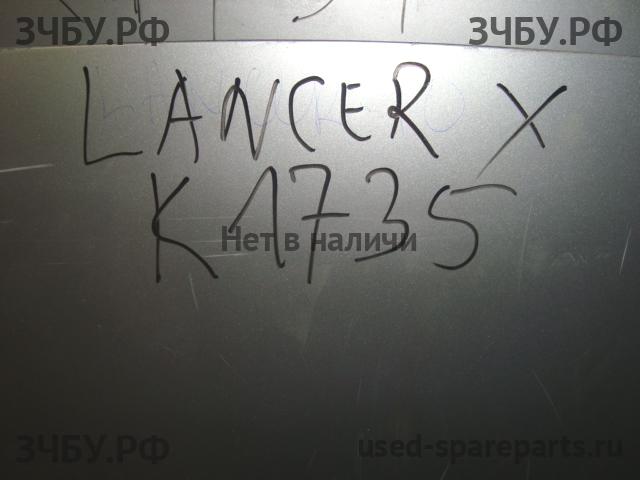 ЗЧБУ.РФ ЗЧБУ.РФ
LANCER X
K1735
Нет в наличи
ЗЧБУ.РФ used-spareparts.ru